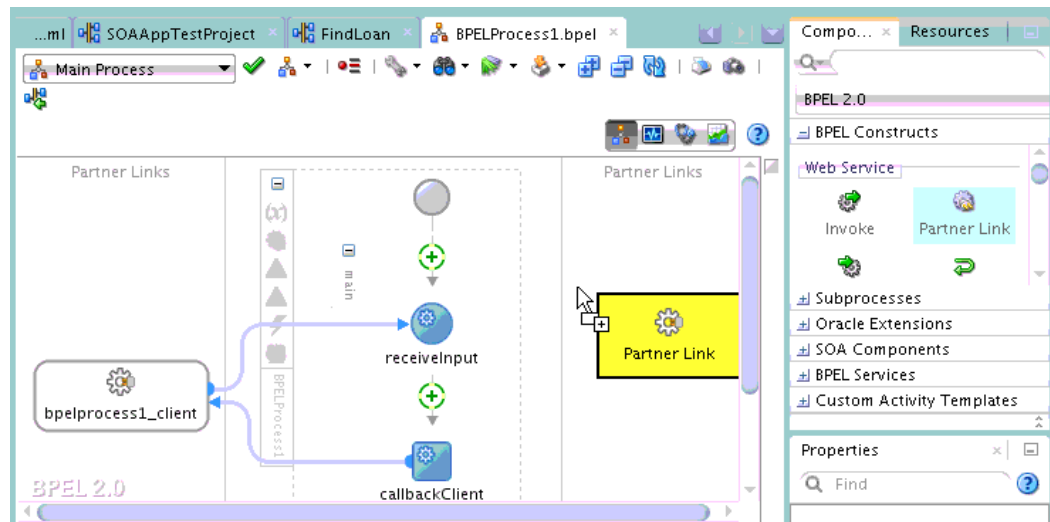 ...ml SOAAppTestProject FindLoan BPELProcess1.bpel
Main Process
Partner Links
(x)
main
BPELProcess1
receiveInput
bpelprocess1_client
callbackClient
BPEL 2.0
Partner Links
Partner Link
Compo... Resources
BPEL 2.0
BPEL Constructs
Web Service
Invoke Partner Link
Subprocesses
Oracle Extensions
SOA Components
BPEL Services
Custom Activity Templates
Properties
Find